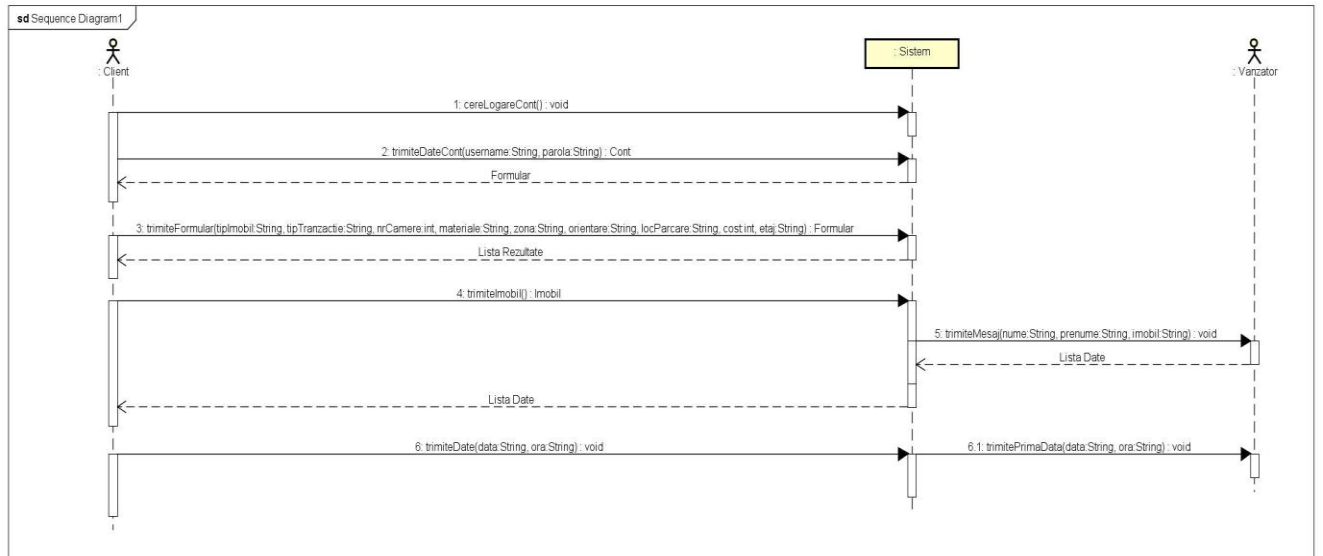 sd Sequence Diagram1
: Client
: Sistem
: Vanzator
1: cereLogareCont() : void
2: trimiteDateCont(username:String, parola:String) : Cont
Formular
3: trimiteFormular(tipImobil:String, tipTranzactie:String, nrCamere:int, materiale:String, zona:String, orientare:String, locParcare:String, cost:int, etaj:String) : Formular
Lista Rezultate
4: trimiteImobil() : Imobil
5: trimiteMesaj(nume:String, prenume:String, imobil:String) : void
Lista Date
Lista Date
6: trimiteDate(data:String, ora:String) : void
6.1: trimitePrimaData(data:String, ora:String) : void